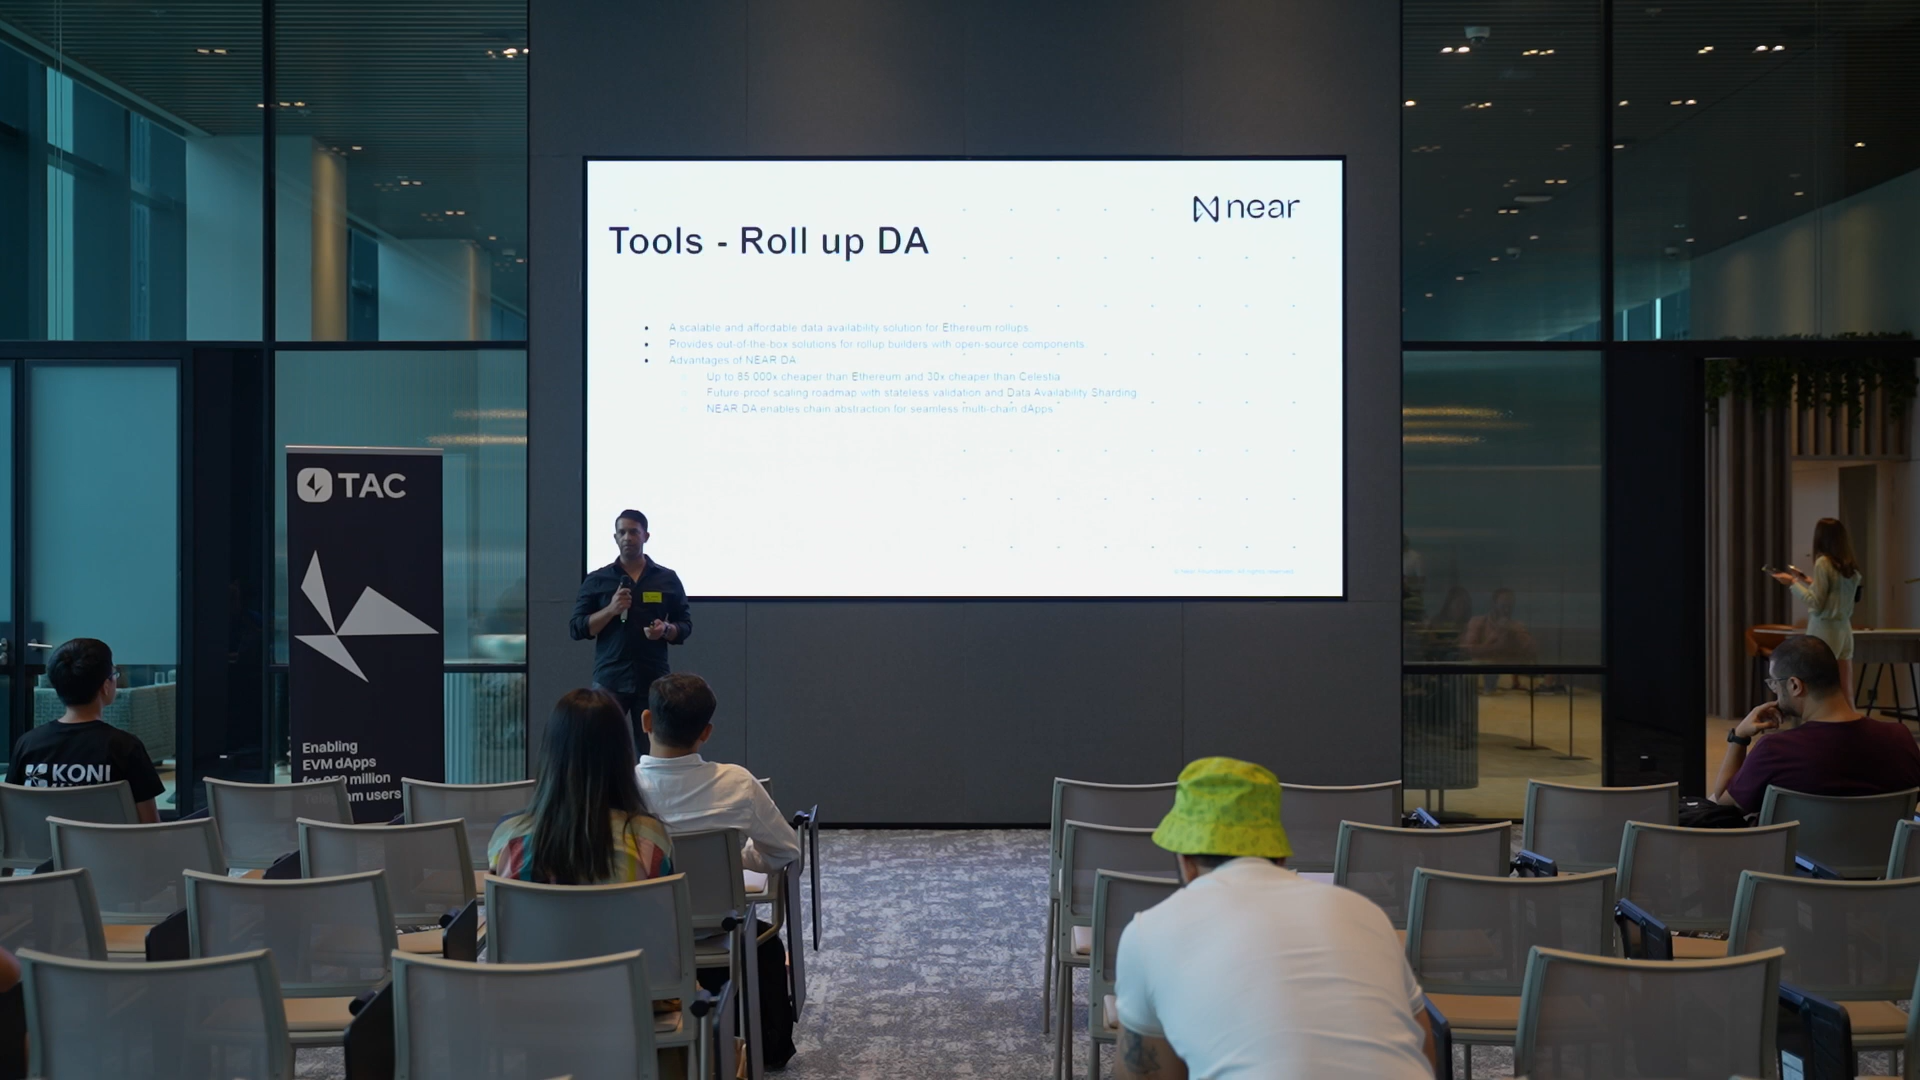 near
Tools - Roll up DA
A scalable and affordable data availability solution for Ethereum rollups.
Provides out-of-the-box solutions for rollup builders with open-source components.
Advantages of NEAR DA
Up to 85,000x cheaper than Ethereum and 30x cheaper than Celestia
Future-proof scaling roadmap with stateless validation and Data Availability Sharding
NEAR DA enables chain abstraction for seamless multi-chain dApps
TAC
Enabling
EVM dApps
million
users
KONI